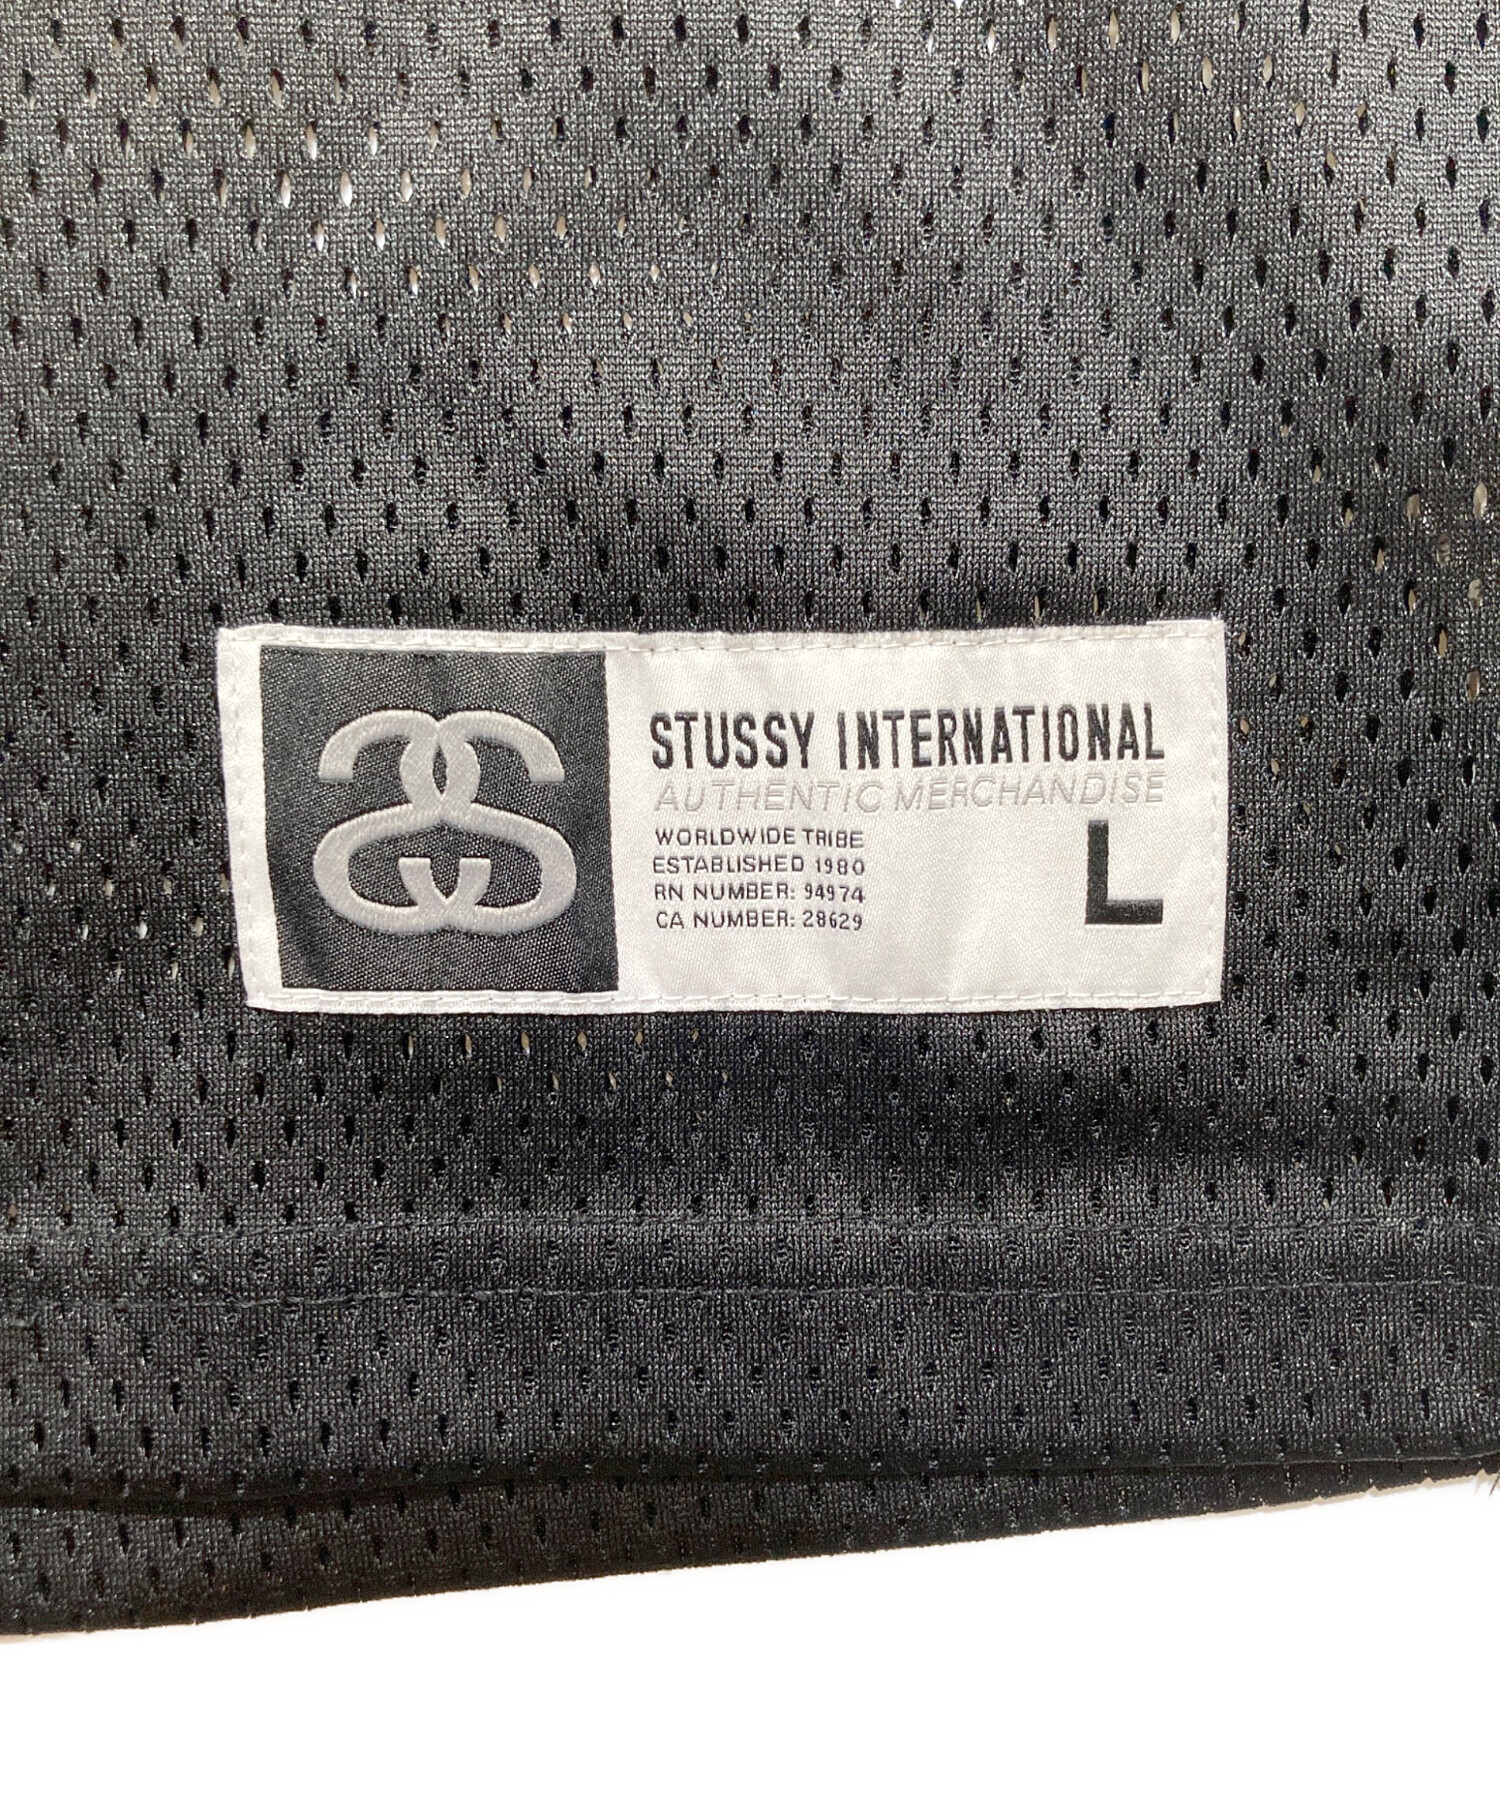 STUSSY INTERNATIONAL
AUTHENTIC MERCHANDISE
WORLDWIDE TRIBE
ESTABLISHED 1980
RN NUMBER: 94974
CA NUMBER: 28629
L